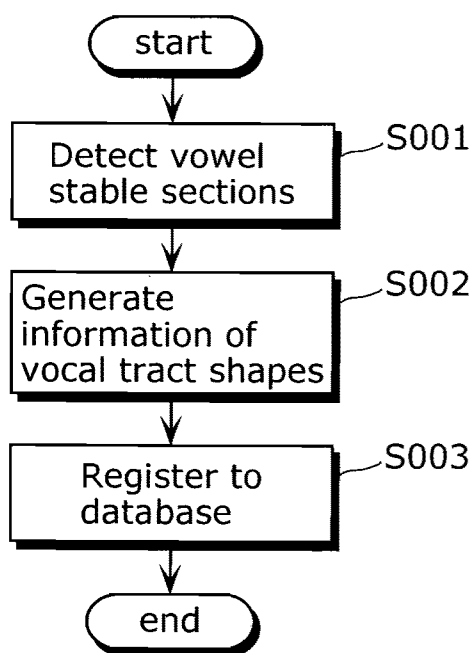 start
Detect vowel
stable sections
S001
Generate
information of
vocal tract shapes
S002
Register to
database
S003
end